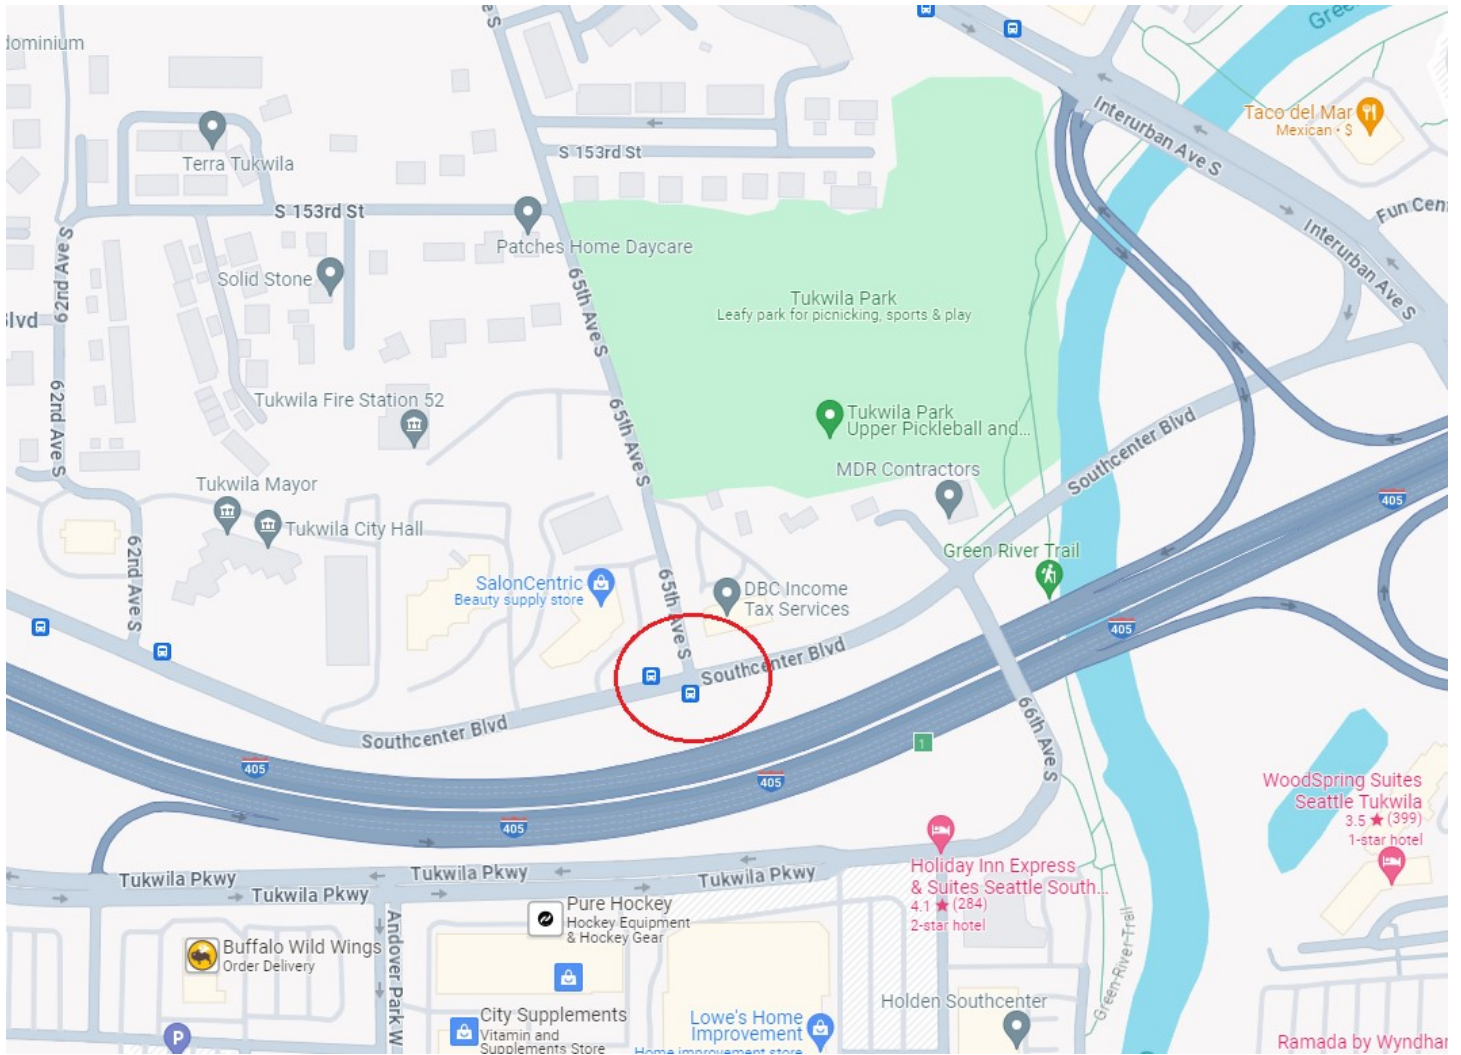 e S
Green
dominium
Interurban Ave S
Taco del Mar
Mexican • $
Terra Tukwila
S 153rd St
S 153rd St
Fun Cen
Patches Home Daycare
62nd Ave S
Solid Stone
65th Ave S
Interurban Ave S
Tukwila Park
Leafy park for picnicking, sports & play
Blvd
62nd Ave S
Tukwila Fire Station 52
65th Ave S
Tukwila Park
Upper Pickleball and...
Southcenter Blvd
MDR Contractors
Tukwila Mayor
405
Tukwila City Hall
62nd Ave S
Green River Trail
SalonCentric
Beauty supply store
65th Ave S
DBC Income
Tax Services
405
Southcenter Blvd
66th Ave S
Southcenter Blvd
1
405
405
405
WoodSpring Suites
Seattle Tukwila
3.5 ★ (399)
1-star hotel
Holiday Inn Express
& Suites Seattle South...
4.1 ★ (284)
2-star hotel
Tukwila Pkwy
Tukwila Pkwy
Tukwila Pkwy
Tukwila Pkwy
Pure Hockey
Hockey Equipment
& Hockey Gear
Andover Park W
Green River Trail
Buffalo Wild Wings
Order Delivery
Holden Southcenter
City Supplements
Vitamin and
Supplements Store
Lowe's Home
Improvement
Home improvement store
P
Ramada by Wyndha